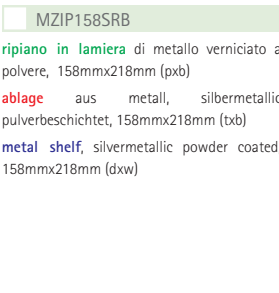 MZIP158SRB
ripiano in lamiera di metallo verniciato a
polvere, 158mmx218mm (pxb)
ablage aus metall, silbermetallic
pulverbeschichtet, 158mmx218mm (txb)
metal shelf, silvermetallic powder coated
158mmx218mm (dxw)